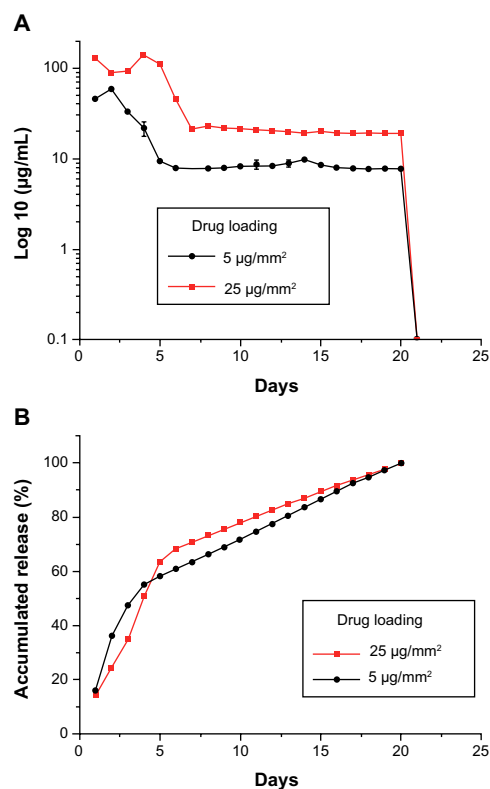 A
Log 10 (µg/mL)
100
10
1
0.1
Drug loading
5 µg/mm²
25 µg/mm²
0 5 10 15 20 25
Days
B
Accumulated release (%)
100
80
60
40
20
0
Drug loading
25 µg/mm²
5 µg/mm²
0 5 10 15 20 25
Days